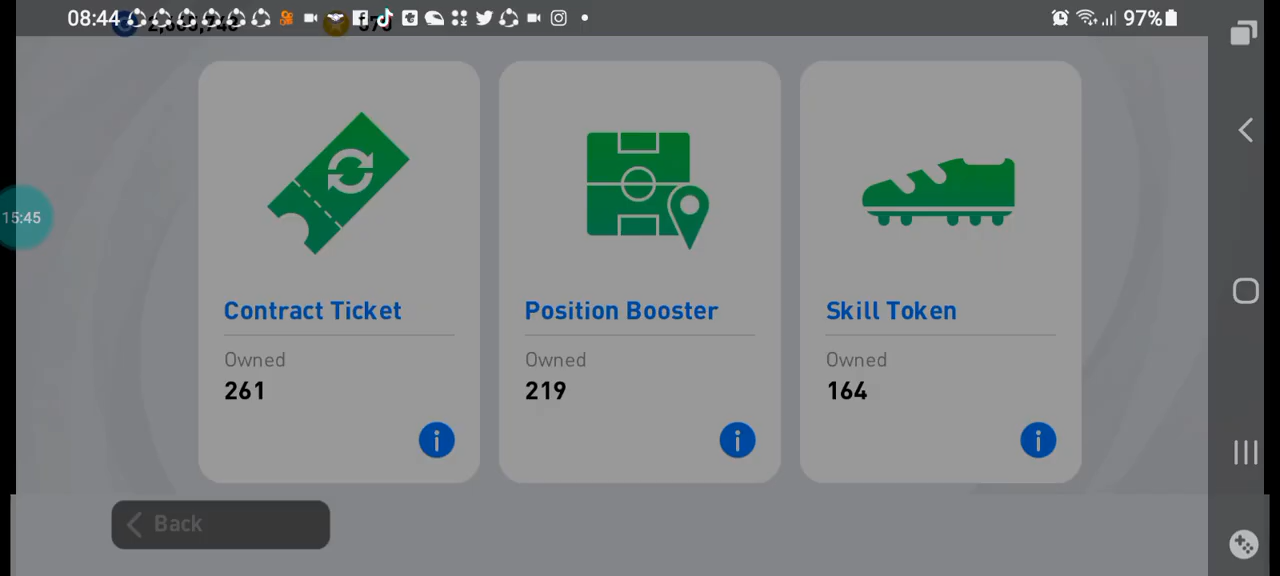 08:44
97%
15:45
Contract Ticket
Position Booster
Skill Token
Owned
Owned
Owned
261
219
164
Back